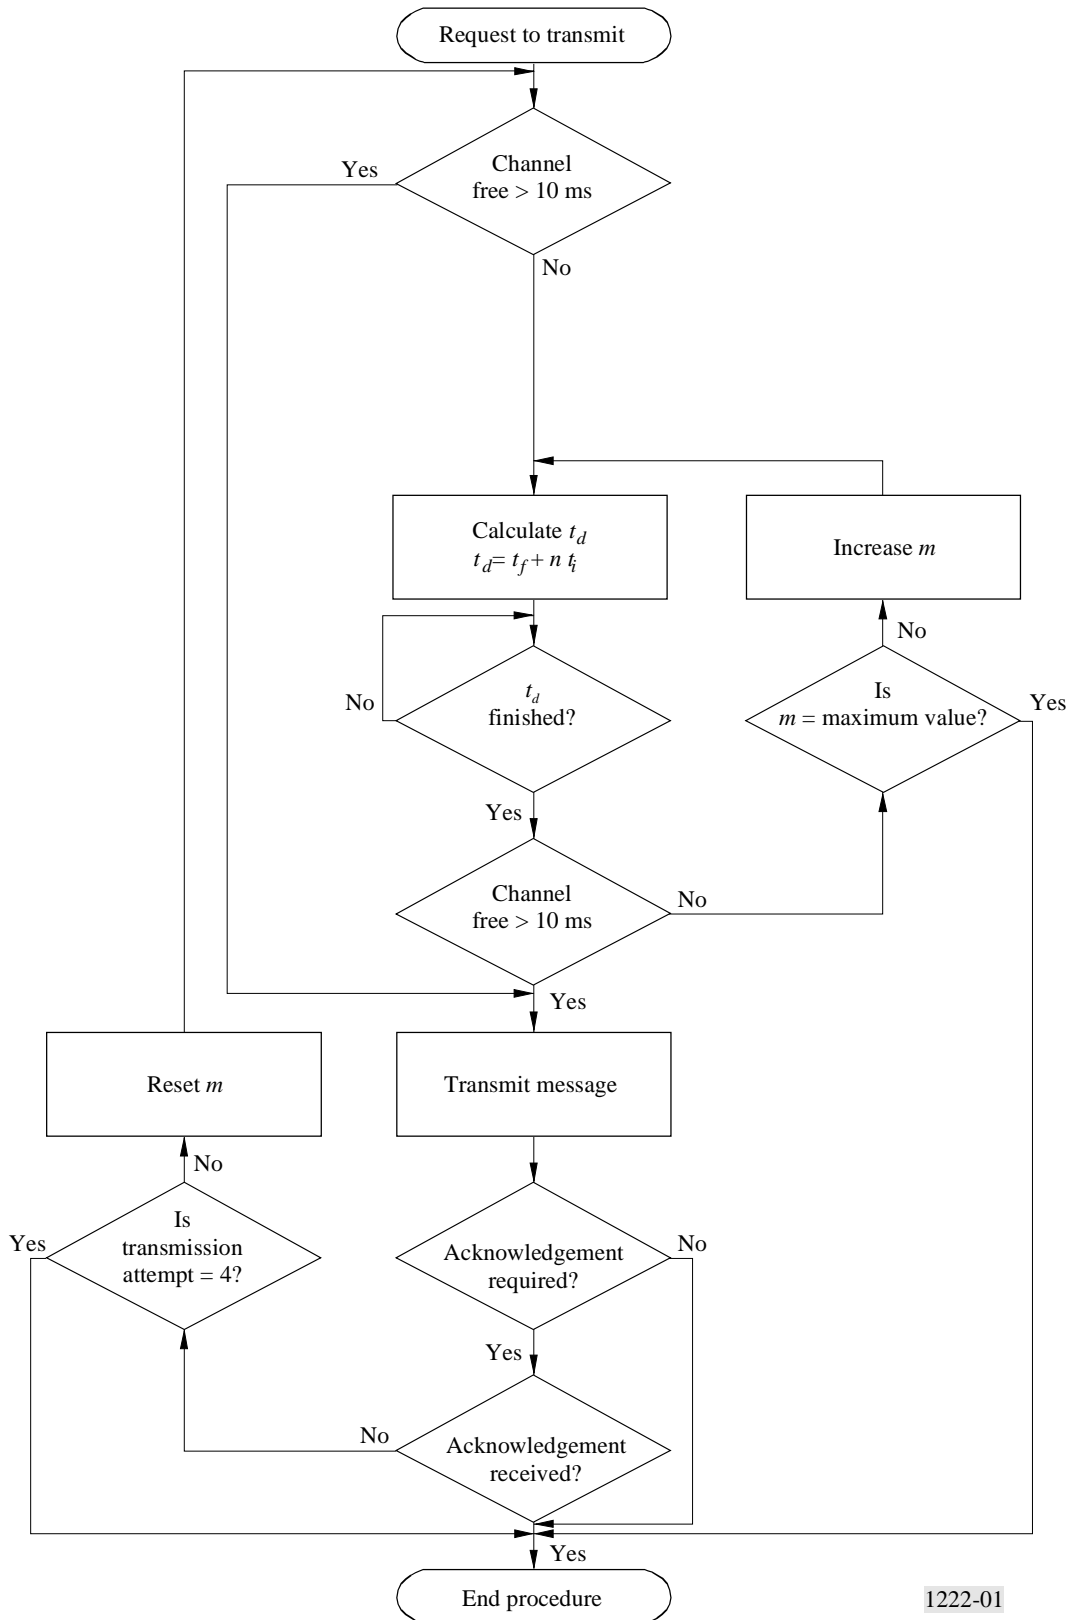 Request to transmit
Channel
free > 10 ms
Yes
No
Calculate t_d
t_d = t_f + n t_i
Increase m
No
t_d
finished?
No
Is
m = maximum value?
Yes
Yes
Channel
free > 10 ms
No
Yes
Reset m
Transmit message
No
Is
transmission
attempt = 4?
Yes
Acknowledgement
required?
No
Yes
Acknowledgement
received?
No
Yes
End procedure
1222-01